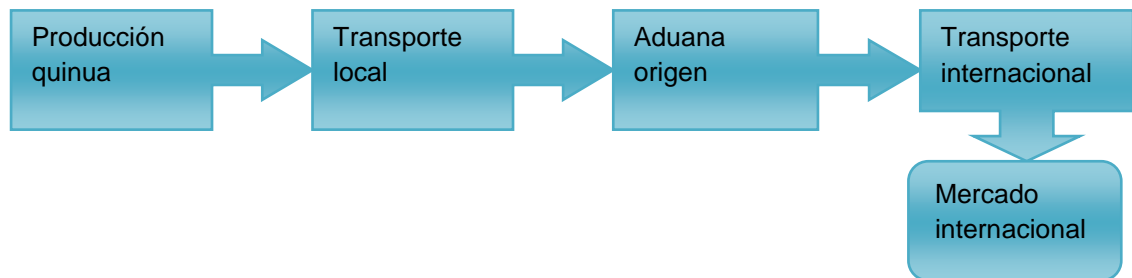 Producción
quinua
Transporte
local
Aduana
origen
Transporte
internacional
Mercado
internacional